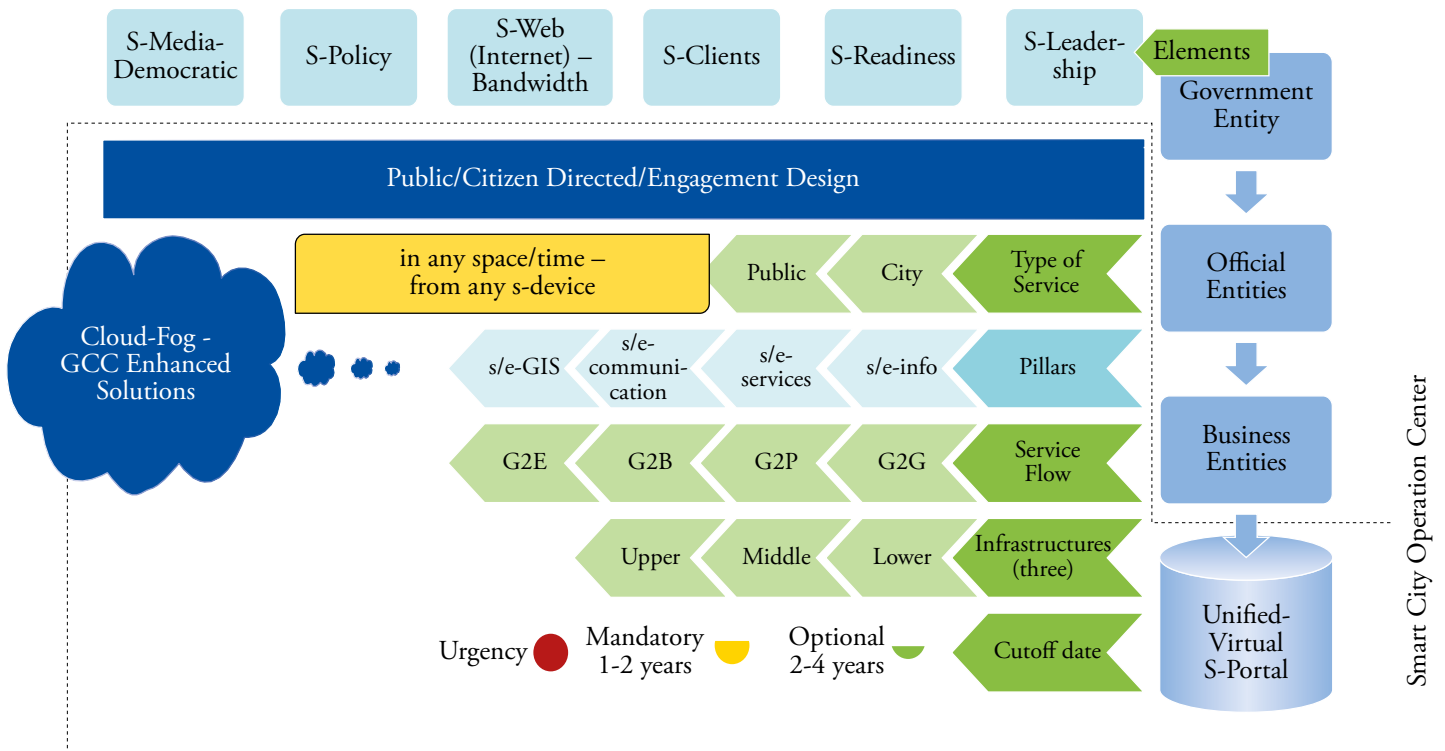 S-Media-
Democratic
S-Policy
S-Web
(Internet) –
Bandwidth
S-Clients
S-Readiness
S-Leader-
ship
Elements
Government
Entity
Public/Citizen Directed/Engagement Design
in any space/time –
from any s-device
Public
City
Type of
Service
Official
Entities
Cloud-Fog -
GCC Enhanced
Solutions
s/e-GIS
s/e-
communi-
cation
s/e-
services
s/e-info
Pillars
G2E
G2B
G2P
G2G
Service
Flow
Business
Entities
Upper
Middle
Lower
Infrastructures
(three)
Urgency
Mandatory
1-2 years
Optional
2-4 years
Cutoff date
Unified-
Virtual
S-Portal
Smart City Operation Center